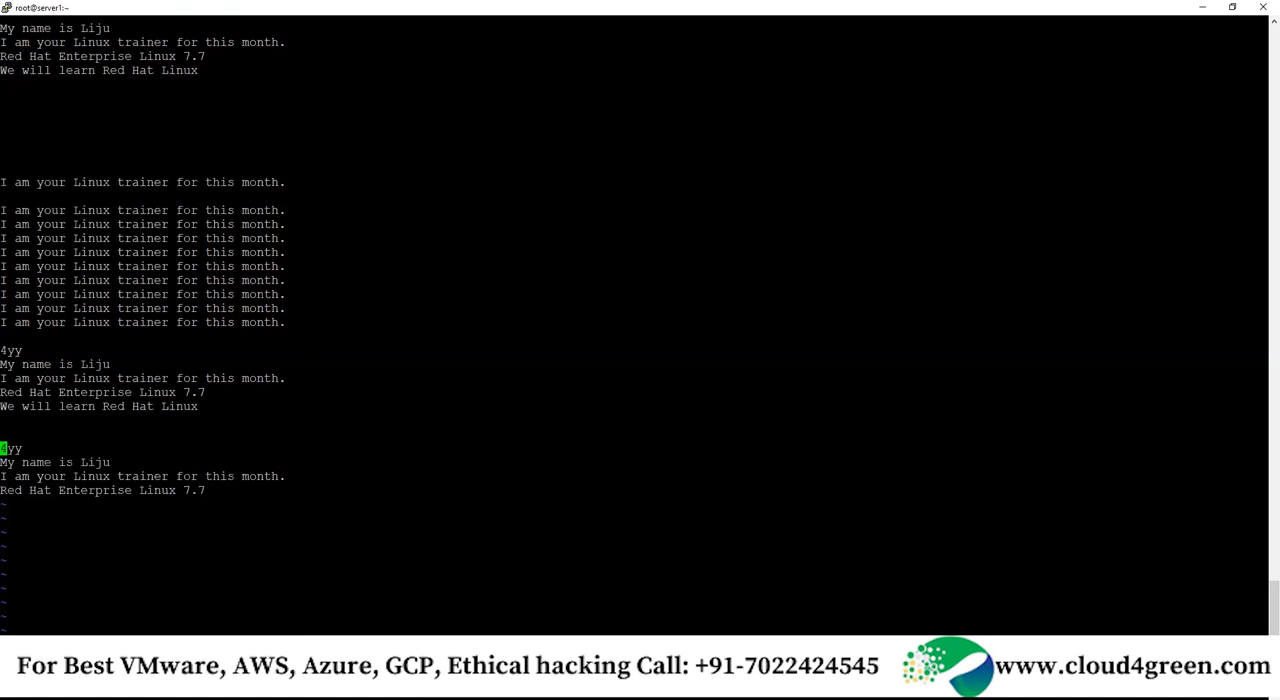 root@server1:~
My name is Liju
I am your Linux trainer for this month.
Red Hat Enterprise Linux 7.7
We will learn Red Hat Linux
I am your Linux trainer for this month.
I am your Linux trainer for this month.
I am your Linux trainer for this month.
I am your Linux trainer for this month.
I am your Linux trainer for this month.
I am your Linux trainer for this month.
I am your Linux trainer for this month.
I am your Linux trainer for this month.
I am your Linux trainer for this month.
I am your Linux trainer for this month.
4yy
My name is Liju
I am your Linux trainer for this month.
Red Hat Enterprise Linux 7.7
We will learn Red Hat Linux
4yy
My name is Liju
I am your Linux trainer for this month.
Red Hat Enterprise Linux 7.7
~
~
~
~
~
~
~
~
~
~
For Best VMware, AWS, Azure, GCP, Ethical hacking Call: +91-7022424545 www.cloud4green.com